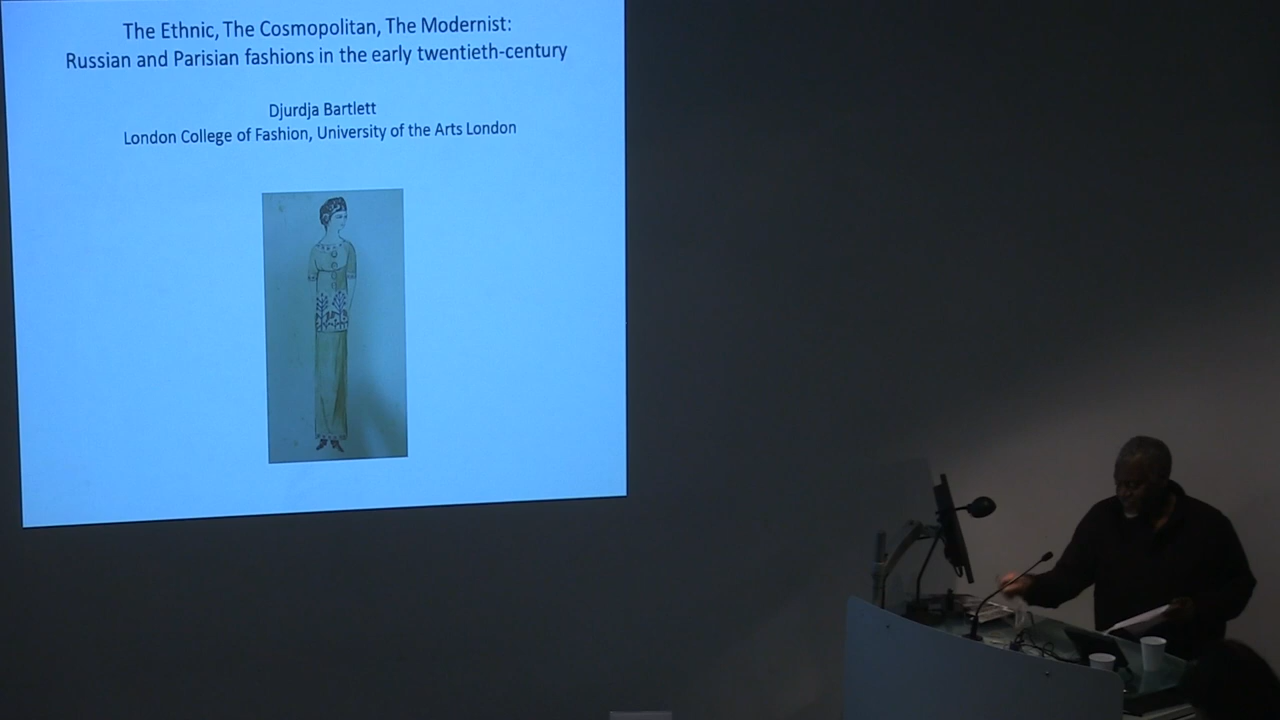 The Ethnic, The Cosmopolitan, The Modernist:
Russian and Parisian fashions in the early twentieth-century
Djurdja Bartlett
London College of Fashion, University of the Arts London